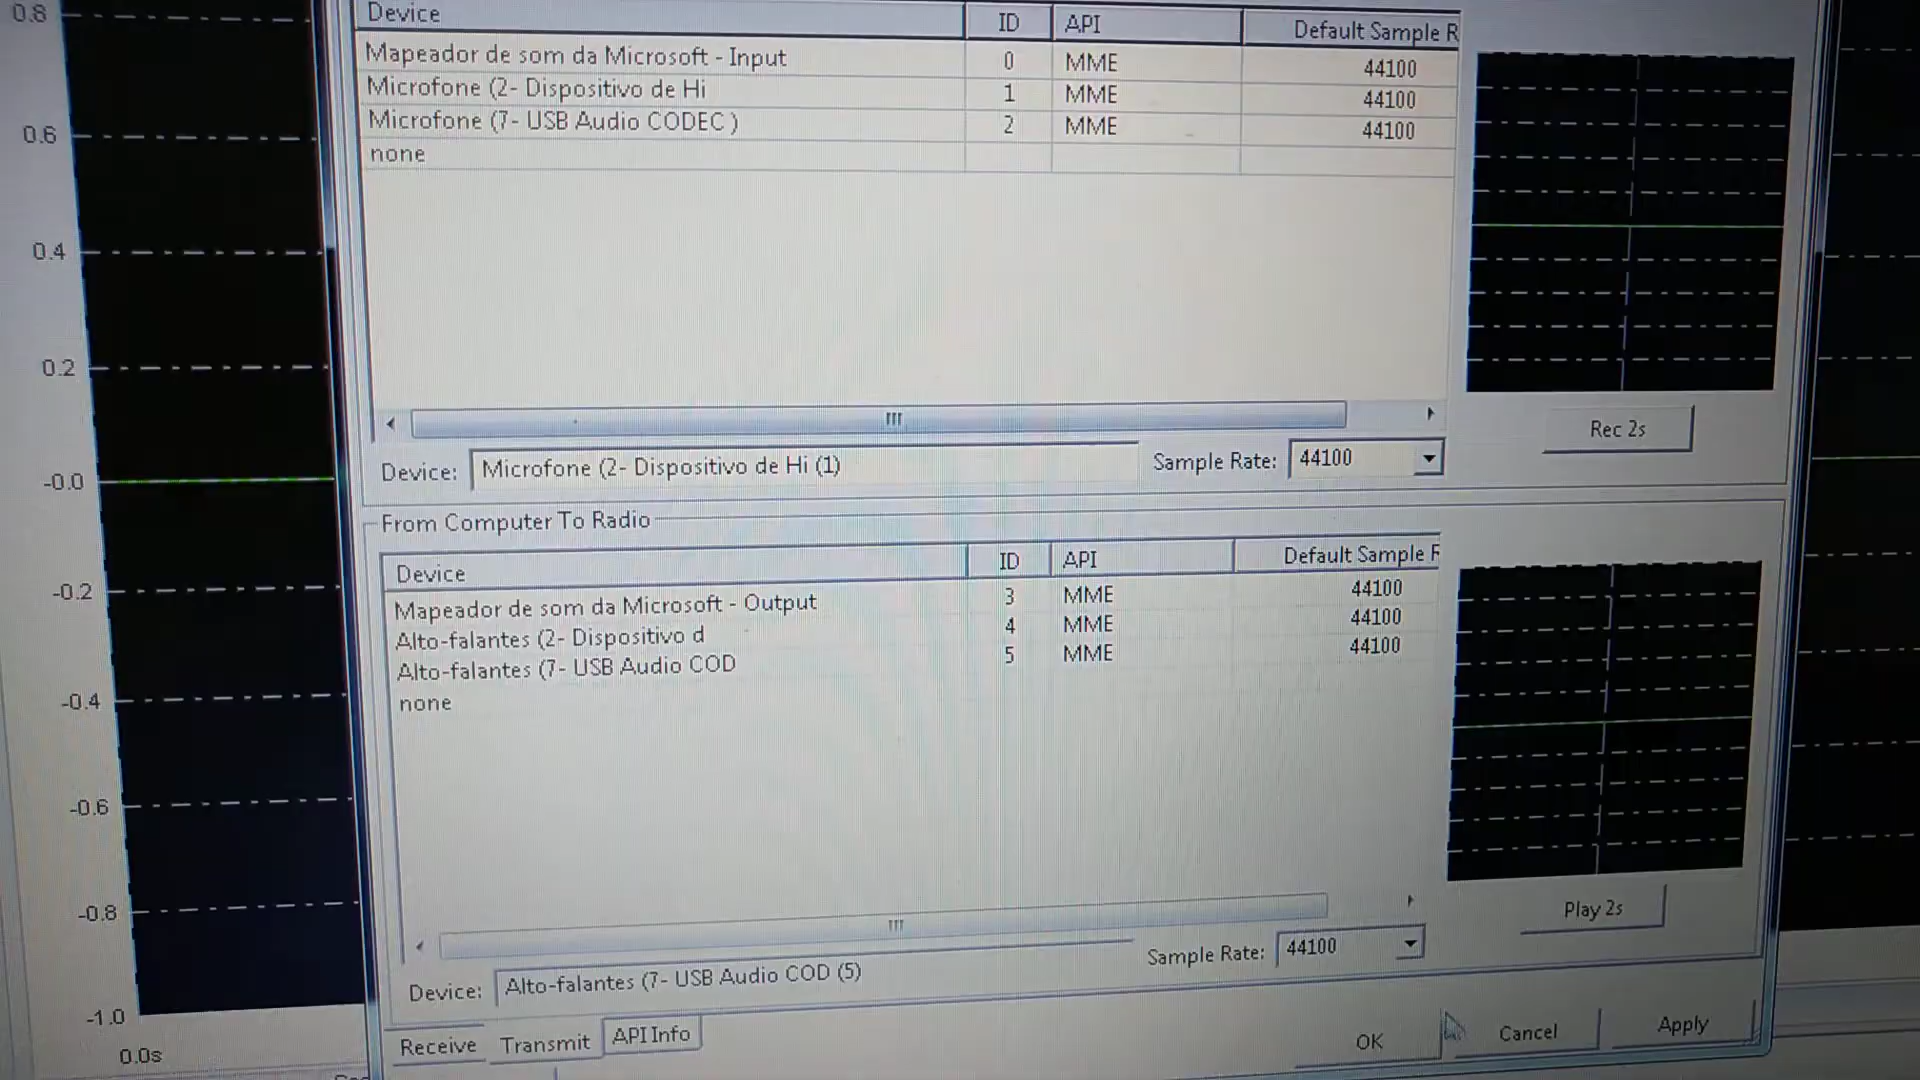 0.8
0.6
0.4
0.2
-0.0
-0.2
-0.4
-0.6
-0.8
-1.0
0.0s
Device ID API Default Sample R
Mapeador de som da Microsoft - Input 0 MME 44100
Microfone (2- Dispositivo de Hi 1 MME 44100
Microfone (7- USB Audio CODEC ) 2 MME 44100
none
Rec 2s
Device: Microfone (2- Dispositivo de Hi (1) Sample Rate: 44100
From Computer To Radio
Device ID API Default Sample R
Mapeador de som da Microsoft - Output 3 MME 44100
Alto-falantes (2- Dispositivo d 4 MME 44100
Alto-falantes (7- USB Audio COD 5 MME 44100
none
Play 2s
Device: Alto-falantes (7- USB Audio COD (5) Sample Rate: 44100
Receive Transmit API Info
OK Cancel Apply